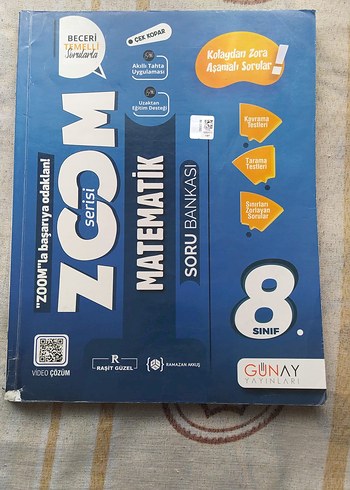 BECERİ
TEMELLİ
Sorularla
ÇEK KOPAR
Akıllı Tahta
Uygulaması
Uzaktan
Eğitim Desteği
Kolaydan Zora
Aşamalı Sorular !
Kavrama
Testleri
Tarama
Testleri
Sınırları
Zorlayan
Sorular
"ZOOM"la başarıya odaklan!
ZOOM
serisi
MATEMATİK
SORU BANKASI
8.
SINIF
VİDEO ÇÖZÜM
R
RAŞİT GÜZEL
RAMAZAN AKKUŞ
GÜNAY
YAYINLARI